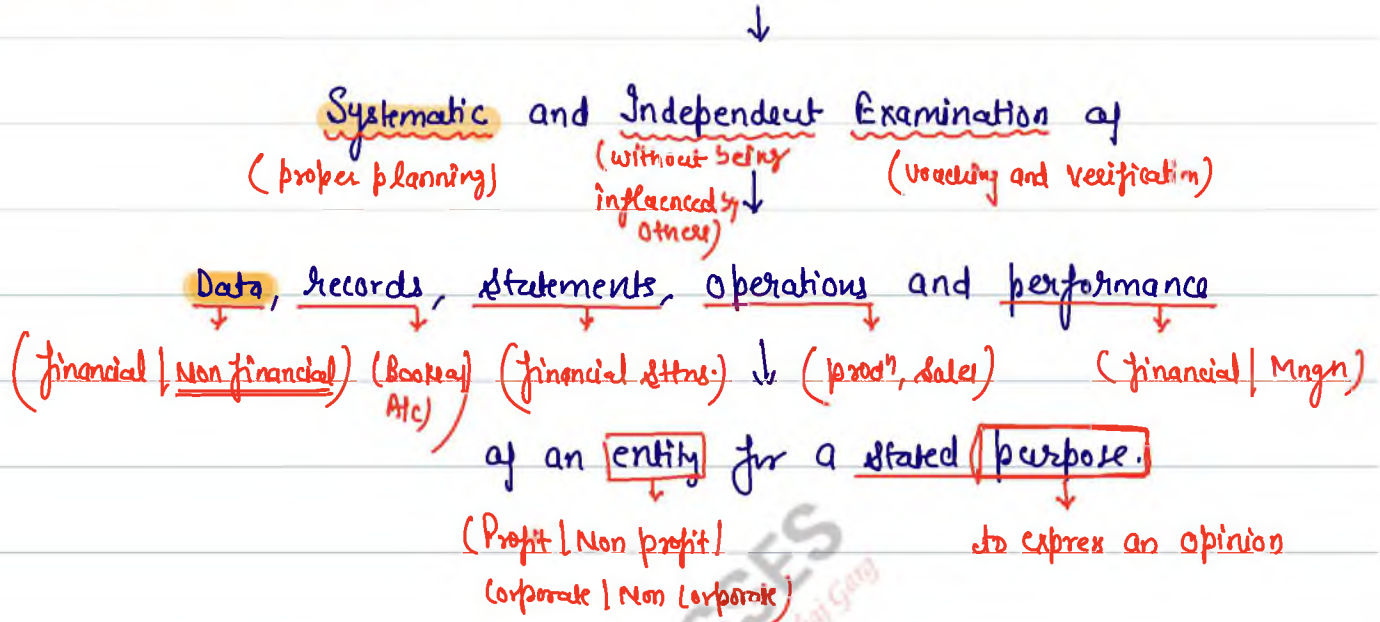 Systematic and Independent Examination of
(proper planning) (without being influenced by others) (vouching and verification)
Data, records, statements, operations and performance
(financial | Non financial) (Books of A/c) (financial sttns.) (prodⁿ, sales) (financial | Mngn)
of an entity for a stated purpose.
(Profit | Non profit | to express an opinion
Corporate | Non Corporate)